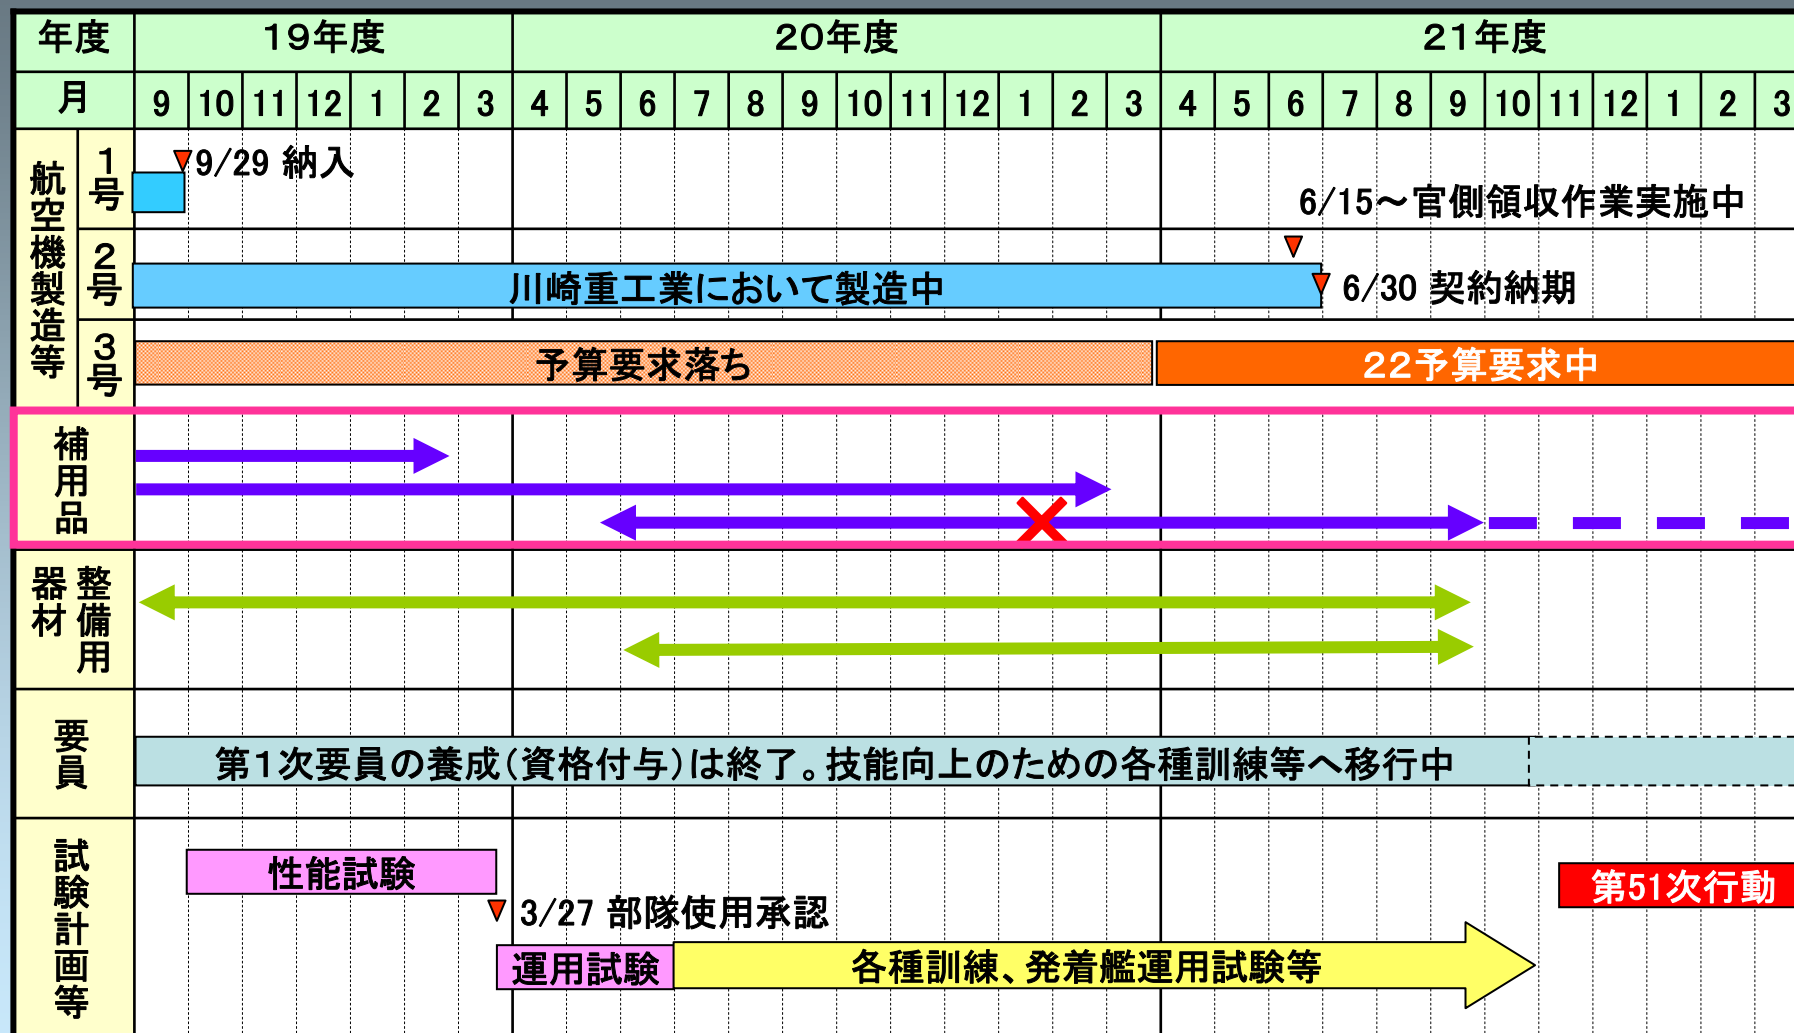 年度 19年度 20年度 21年度
月 9 10 11 12 1 2 3 4 5 6 7 8 9 10 11 12 1 2 3 4 5 6 7 8 9 10 11 12 1 2 3
航空機製造等
1号
9/29 納入
6/15～官側領収作業実施中
2号
川崎重工業において製造中
6/30 契約納期
3号
予算要求落ち
22予算要求中
補用品
整備用器材
要員
第1次要員の養成(資格付与)は終了。技能向上のための各種訓練等へ移行中
試験計画等
性能試験
第51次行動
3/27 部隊使用承認
運用試験
各種訓練、発着艦運用試験等